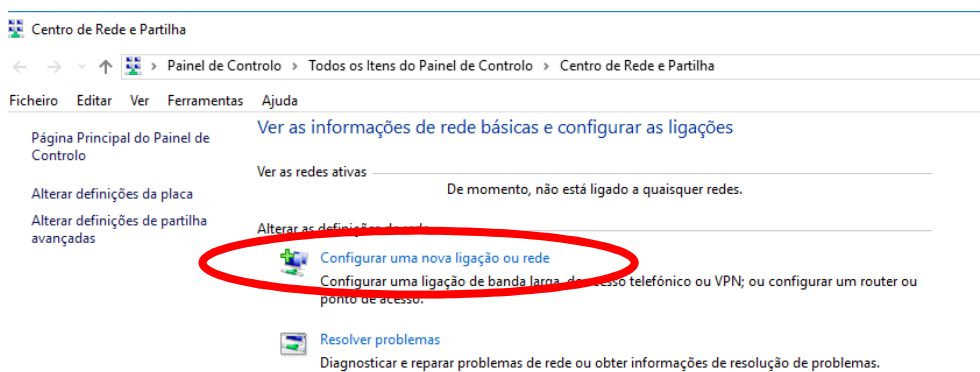 Centro de Rede e Partilha
Painel de Controlo > Todos os Itens do Painel de Controlo > Centro de Rede e Partilha
Ficheiro Editar Ver Ferramentas Ajuda
Página Principal do Painel de
Controlo
Alterar definições da placa
Alterar definições de partilha
avançadas
Ver as informações de rede básicas e configurar as ligações
Ver as redes ativas
De momento, não está ligado a quaisquer redes.
Alterar as definições de rede
Configurar uma nova ligação ou rede
Configurar uma ligação de banda larga, de acesso telefónico ou VPN; ou configurar um router ou
ponto de acesso.
Resolver problemas
Diagnosticar e reparar problemas de rede ou obter informações de resolução de problemas.